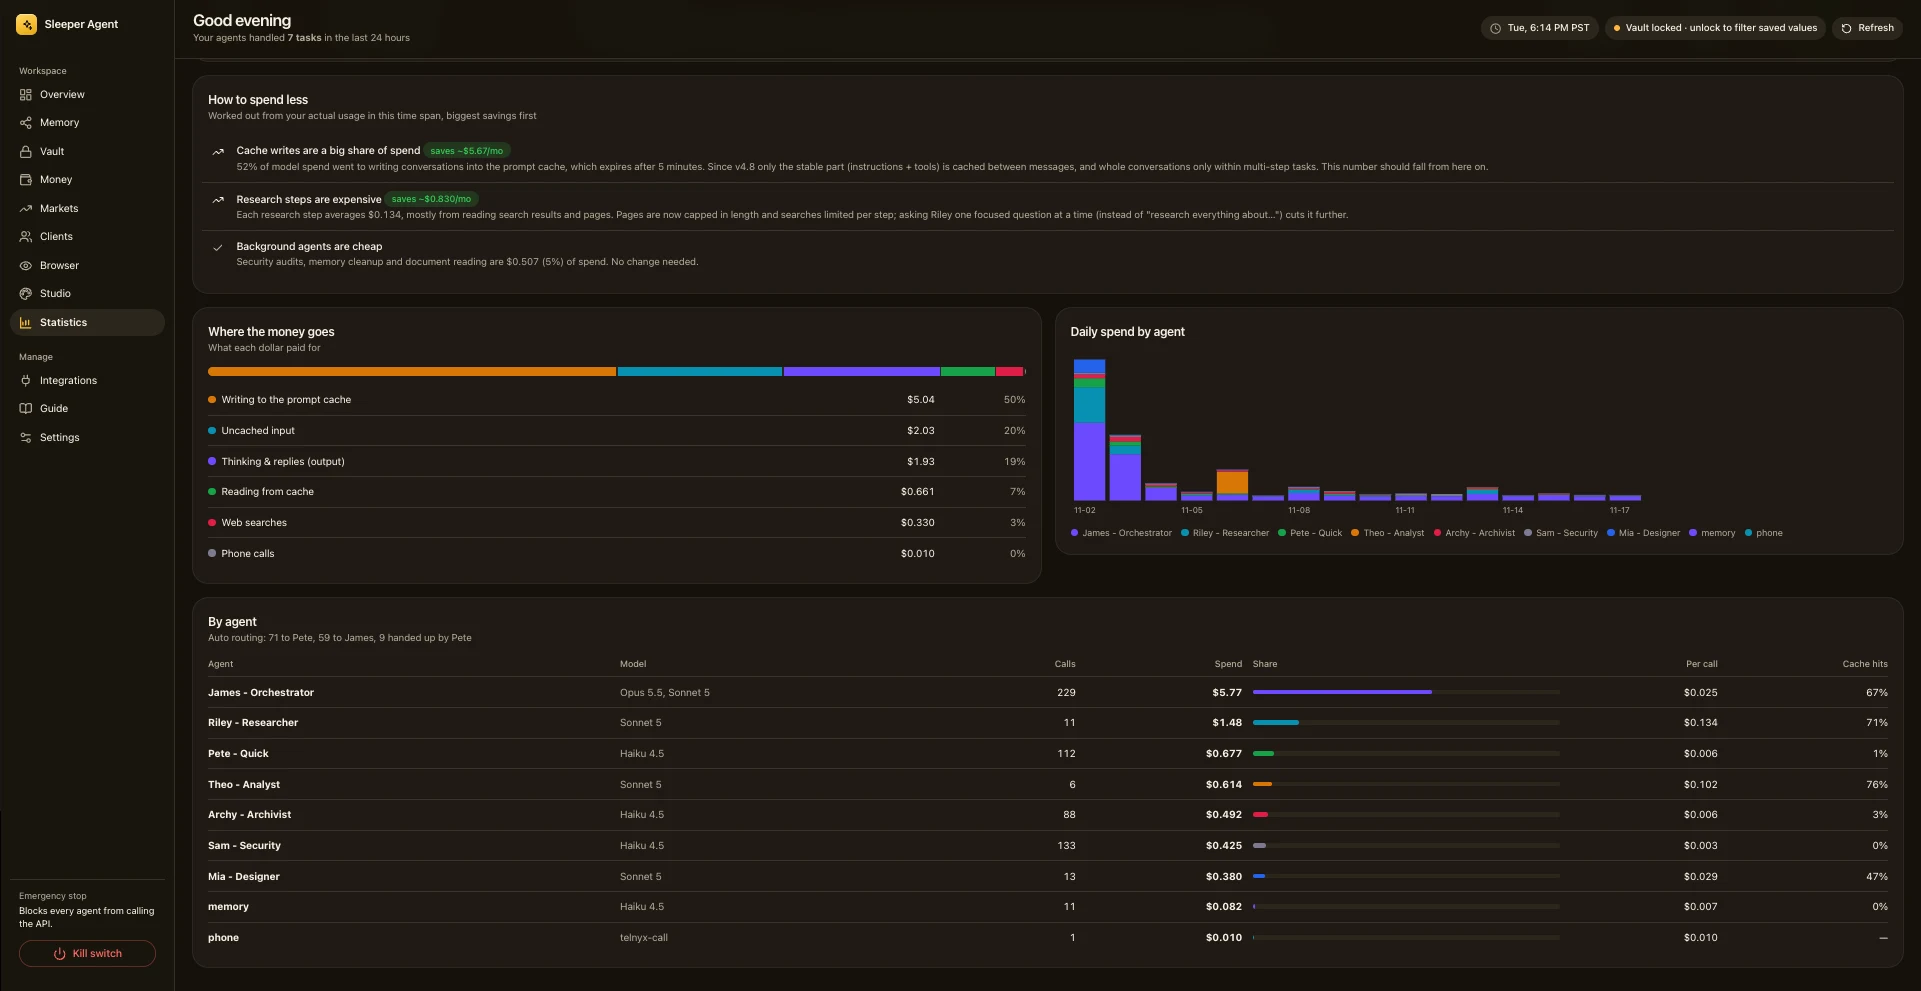 Sleeper Agent
Workspace
Overview
Memory
Vault
Money
Markets
Clients
Browser
Studio
Statistics
Manage
Integrations
Guide
Settings
Emergency stop
Blocks every agent from calling
the API.
Kill switch
Good evening
Your agents handled 7 tasks in the last 24 hours
Tue, 6:14 PM PST
Vault locked · unlock to filter saved values
Refresh
How to spend less
Worked out from your actual usage in this time span, biggest savings first
Cache writes are a big share of spend saves ~$5.67/mo
52% of model spend went to writing conversations into the prompt cache, which expires after 5 minutes. Since v4.8 only the stable part (instructions + tools) is cached between messages, and whole conversations only within multi-step tasks. This number should fall from here on.
Research steps are expensive saves ~$0.830/mo
Each research step averages $0.134, mostly from reading search results and pages. Pages are now capped in length and searches limited per step; asking Riley one focused question at a time (instead of "research everything about...") cuts it further.
Background agents are cheap
Security audits, memory cleanup and document reading are $0.507 (5%) of spend. No change needed.
Where the money goes
What each dollar paid for
Writing to the prompt cache $5.04 50%
Uncached input $2.03 20%
Thinking & replies (output) $1.93 19%
Reading from cache $0.661 7%
Web searches $0.330 3%
Phone calls $0.010 0%
Daily spend by agent
11-02 11-05 11-08 11-11 11-14 11-17
James - Orchestrator Riley - Researcher Pete - Quick Theo - Analyst Archy - Archivist Sam - Security Mia - Designer memory phone
By agent
Auto routing: 71 to Pete, 59 to James, 9 handed up by Pete
Agent Model Calls Spend Share Per call Cache hits
James - Orchestrator Opus 5.5, Sonnet 5 229 $5.77 $0.025 67%
Riley - Researcher Sonnet 5 11 $1.48 $0.134 71%
Pete - Quick Haiku 4.5 112 $0.677 $0.006 1%
Theo - Analyst Sonnet 5 6 $0.614 $0.102 76%
Archy - Archivist Haiku 4.5 88 $0.492 $0.006 3%
Sam - Security Haiku 4.5 133 $0.425 $0.003 0%
Mia - Designer Sonnet 5 13 $0.380 $0.029 47%
memory Haiku 4.5 11 $0.082 $0.007 0%
phone telnyx-call 1 $0.010 $0.010 —